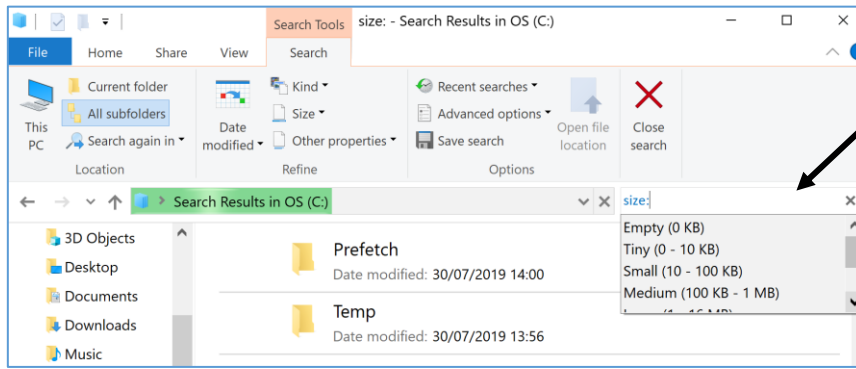 Search Tools size: - Search Results in OS (C:)
File Home Share View Search
This PC
Current folder
All subfolders
Search again in
Location
Date modified
Kind
Size
Other properties
Refine
Recent searches
Advanced options
Save search
Open file location
Options
Close search
Search Results in OS (C:)
size:
Empty (0 KB)
Tiny (0 - 10 KB)
Small (10 - 100 KB)
Medium (100 KB - 1 MB)
3D Objects
Desktop
Documents
Downloads
Music
Prefetch
Date modified: 30/07/2019 14:00
Temp
Date modified: 30/07/2019 13:56